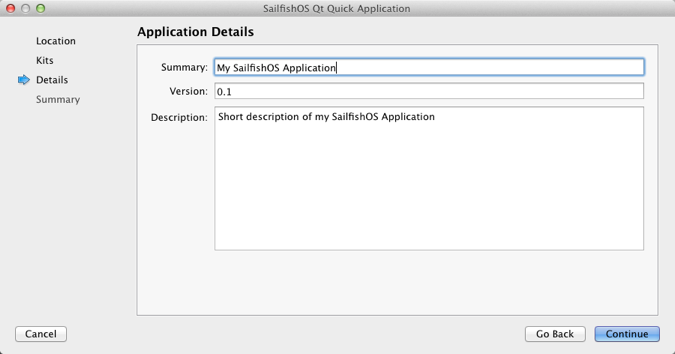 SailfishOS Qt Quick Application
Location
Kits
Details
Summary
Application Details
Summary: My SailfishOS Application
Version: 0.1
Description: Short description of my SailfishOS Application
Cancel
Go Back
Continue